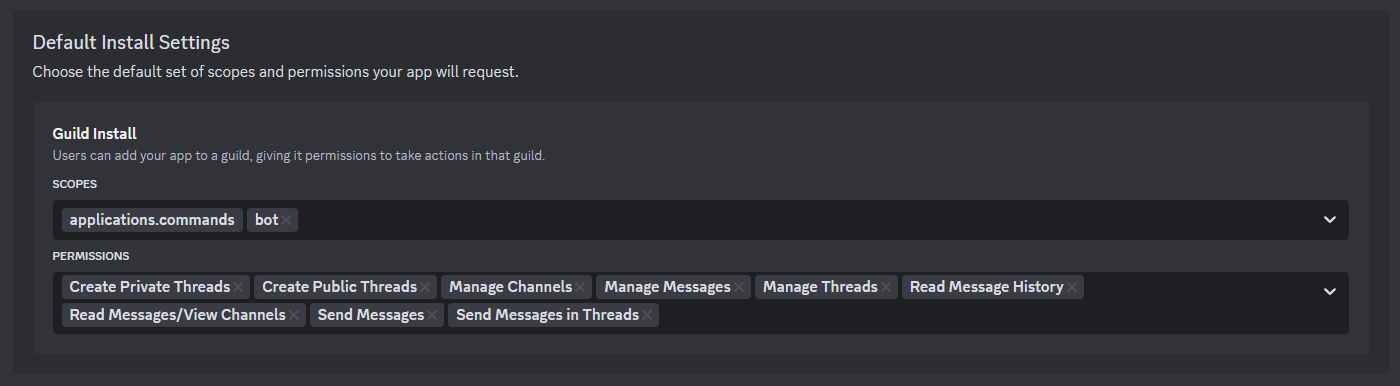 Default Install Settings
Choose the default set of scopes and permissions your app will request.
Guild Install
Users can add your app to a guild, giving it permissions to take actions in that guild.
SCOPES
applications.commands bot
PERMISSIONS
Create Private Threads Create Public Threads Manage Channels Manage Messages Manage Threads Read Message History
Read Messages/View Channels Send Messages Send Messages in Threads